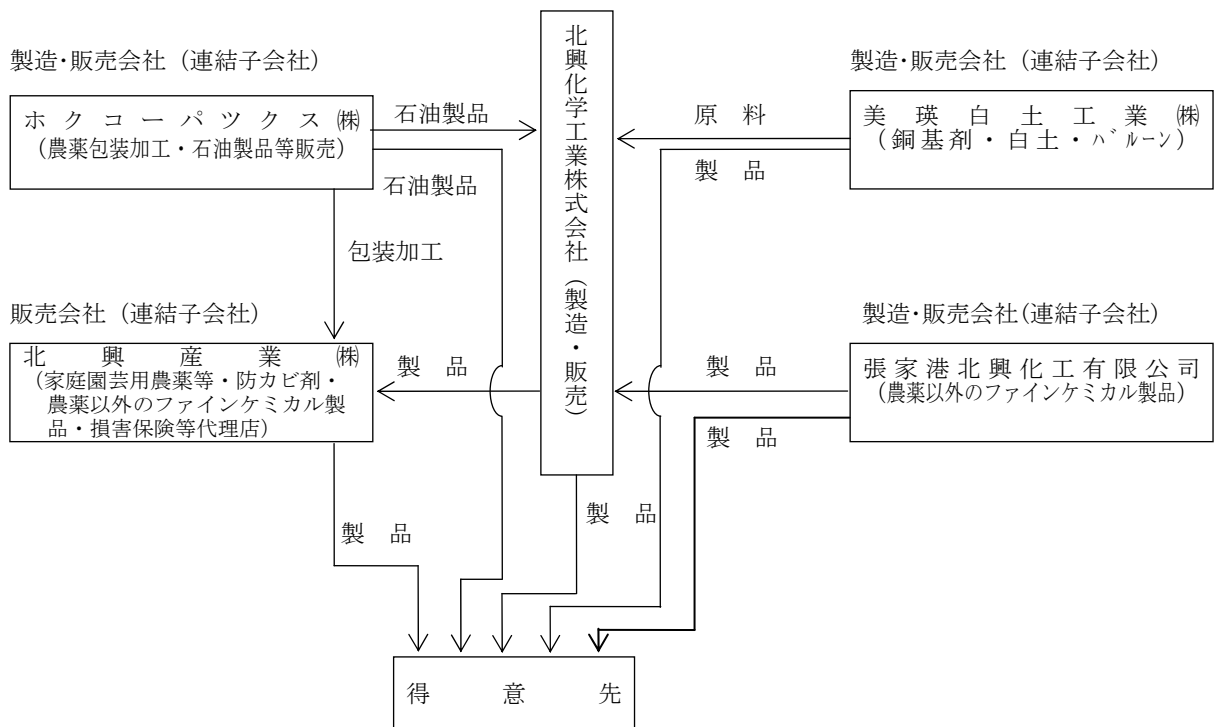 製造・販売会社（連結子会社）
ホクコーパツクス㈱
（農薬包装加工・石油製品等販売）
石油製品
石油製品
包装加工
販売会社（連結子会社）
北興産業㈱
（家庭園芸用農薬等・防カビ剤・
農薬以外のファインケミカル製
品・損害保険等代理店）
製品
製品
北興化学工業株式会社（製造・販売）
製品
製造・販売会社（連結子会社）
美瑛白土工業㈱
（銅基剤・白土・バルーン）
原料
製品
製造・販売会社（連結子会社）
張家港北興化工有限公司
（農薬以外のファインケミカル製品）
製品
製品
得意先